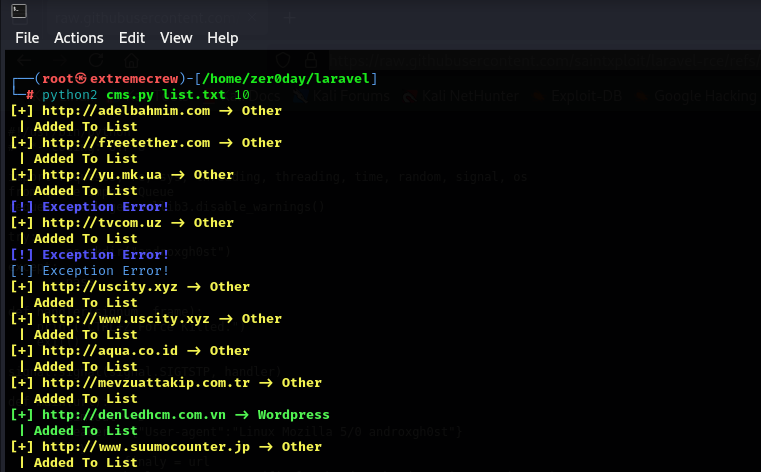 File Actions Edit View Help
┌──(root㉿extremecrew)-[/home/zer0day/laravel]
└─# python2 cms.py list.txt 10
[+] http://adelbahmim.com -> Other
| Added To List
[+] http://freetether.com -> Other
| Added To List
[+] http://yu.mk.ua -> Other
| Added To List
[!] Exception Error!
[+] http://tvcom.uz -> Other
| Added To List
[!] Exception Error!
[!] Exception Error!
[+] http://uscity.xyz -> Other
| Added To List
[+] http://www.uscity.xyz -> Other
| Added To List
[+] http://aqua.co.id -> Other
| Added To List
[+] http://mevzuattakip.com.tr -> Other
| Added To List
[+] http://denledhcm.com.vn -> Wordpress
| Added To List
[+] http://www.suumocounter.jp -> Other
| Added To List